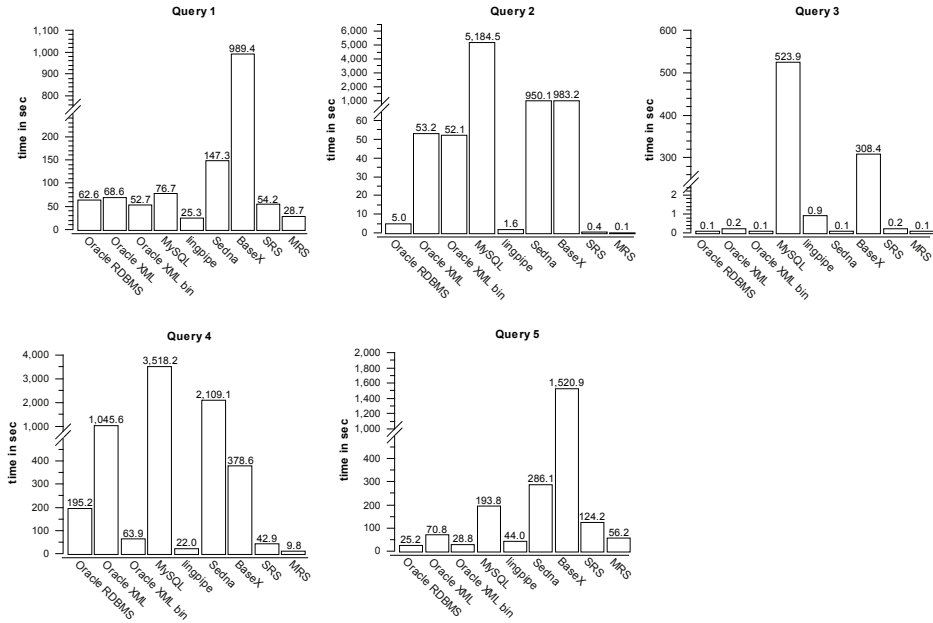 Query 1
time in sec
1,100
1,000
900
800
200
150
100
50
0
62.6
68.6
52.7
76.7
25.3
147.3
989.4
54.2
28.7
Oracle RDBMS
Oracle XML
Oracle XML bin
MySQL
lingpipe
Sedna
BaseX
SRS
MRS
Query 2
time in sec
6,000
5,000
4,000
3,000
2,000
1,000
60
50
40
30
20
10
0
5.0
53.2
52.1
5,184.5
1.6
950.1
983.2
0.4
0.1
Oracle RDBMS
Oracle XML
Oracle XML bin
MySQL
lingpipe
Sedna
BaseX
SRS
MRS
Query 3
time in sec
600
500
300
2
1
0
0.1
0.2
0.1
523.9
0.9
0.1
308.4
0.2
0.1
Oracle RDBMS
Oracle XML
Oracle XML bin
MySQL
lingpipe
Sedna
BaseX
SRS
MRS
Query 4
time in sec
4,000
3,000
2,000
1,000
400
300
200
100
0
195.2
1,045.6
63.9
3,518.2
22.0
2,109.1
378.6
42.9
9.8
Oracle RDBMS
Oracle XML
Oracle XML bin
MySQL
lingpipe
Sedna
BaseX
SRS
MRS
Query 5
time in sec
2,000
1,800
1,600
1,400
1,200
1,000
400
300
200
100
0
25.2
70.8
28.8
193.8
44.0
286.1
1,520.9
124.2
56.2
Oracle RDBMS
Oracle XML
Oracle XML bin
MySQL
lingpipe
Sedna
BaseX
SRS
MRS